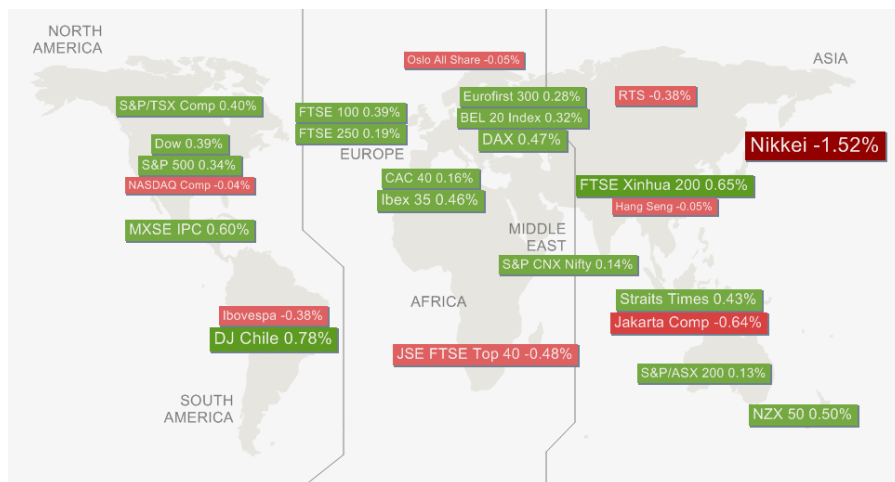 NORTH
AMERICA
S&P/TSX Comp 0.40%
Dow 0.39%
S&P 500 0.34%
NASDAQ Comp -0.04%
MXSE IPC 0.60%
Ibovespa -0.38%
DJ Chile 0.78%
SOUTH
AMERICA
Oslo All Share -0.05%
Eurofirst 300 0.28%
FTSE 100 0.39%
BEL 20 Index 0.32%
FTSE 250 0.19%
DAX 0.47%
EUROPE
CAC 40 0.16%
Ibex 35 0.46%
MIDDLE
EAST
S&P CNX Nifty 0.14%
AFRICA
JSE FTSE Top 40 -0.48%
ASIA
RTS -0.38%
Nikkei -1.52%
FTSE Xinhua 200 0.65%
Hang Seng -0.05%
Straits Times 0.43%
Jakarta Comp -0.64%
S&P/ASX 200 0.13%
NZX 50 0.50%